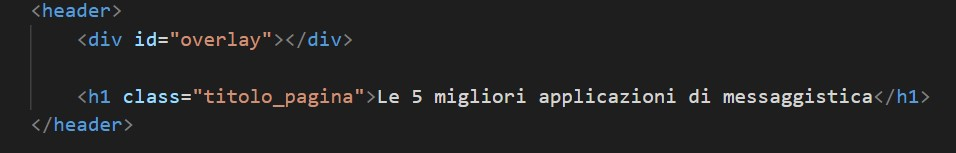 <header>
<div id="overlay"></div>
<h1 class="titolo_pagina">Le 5 migliori applicazioni di messaggistica</h1>
</header>